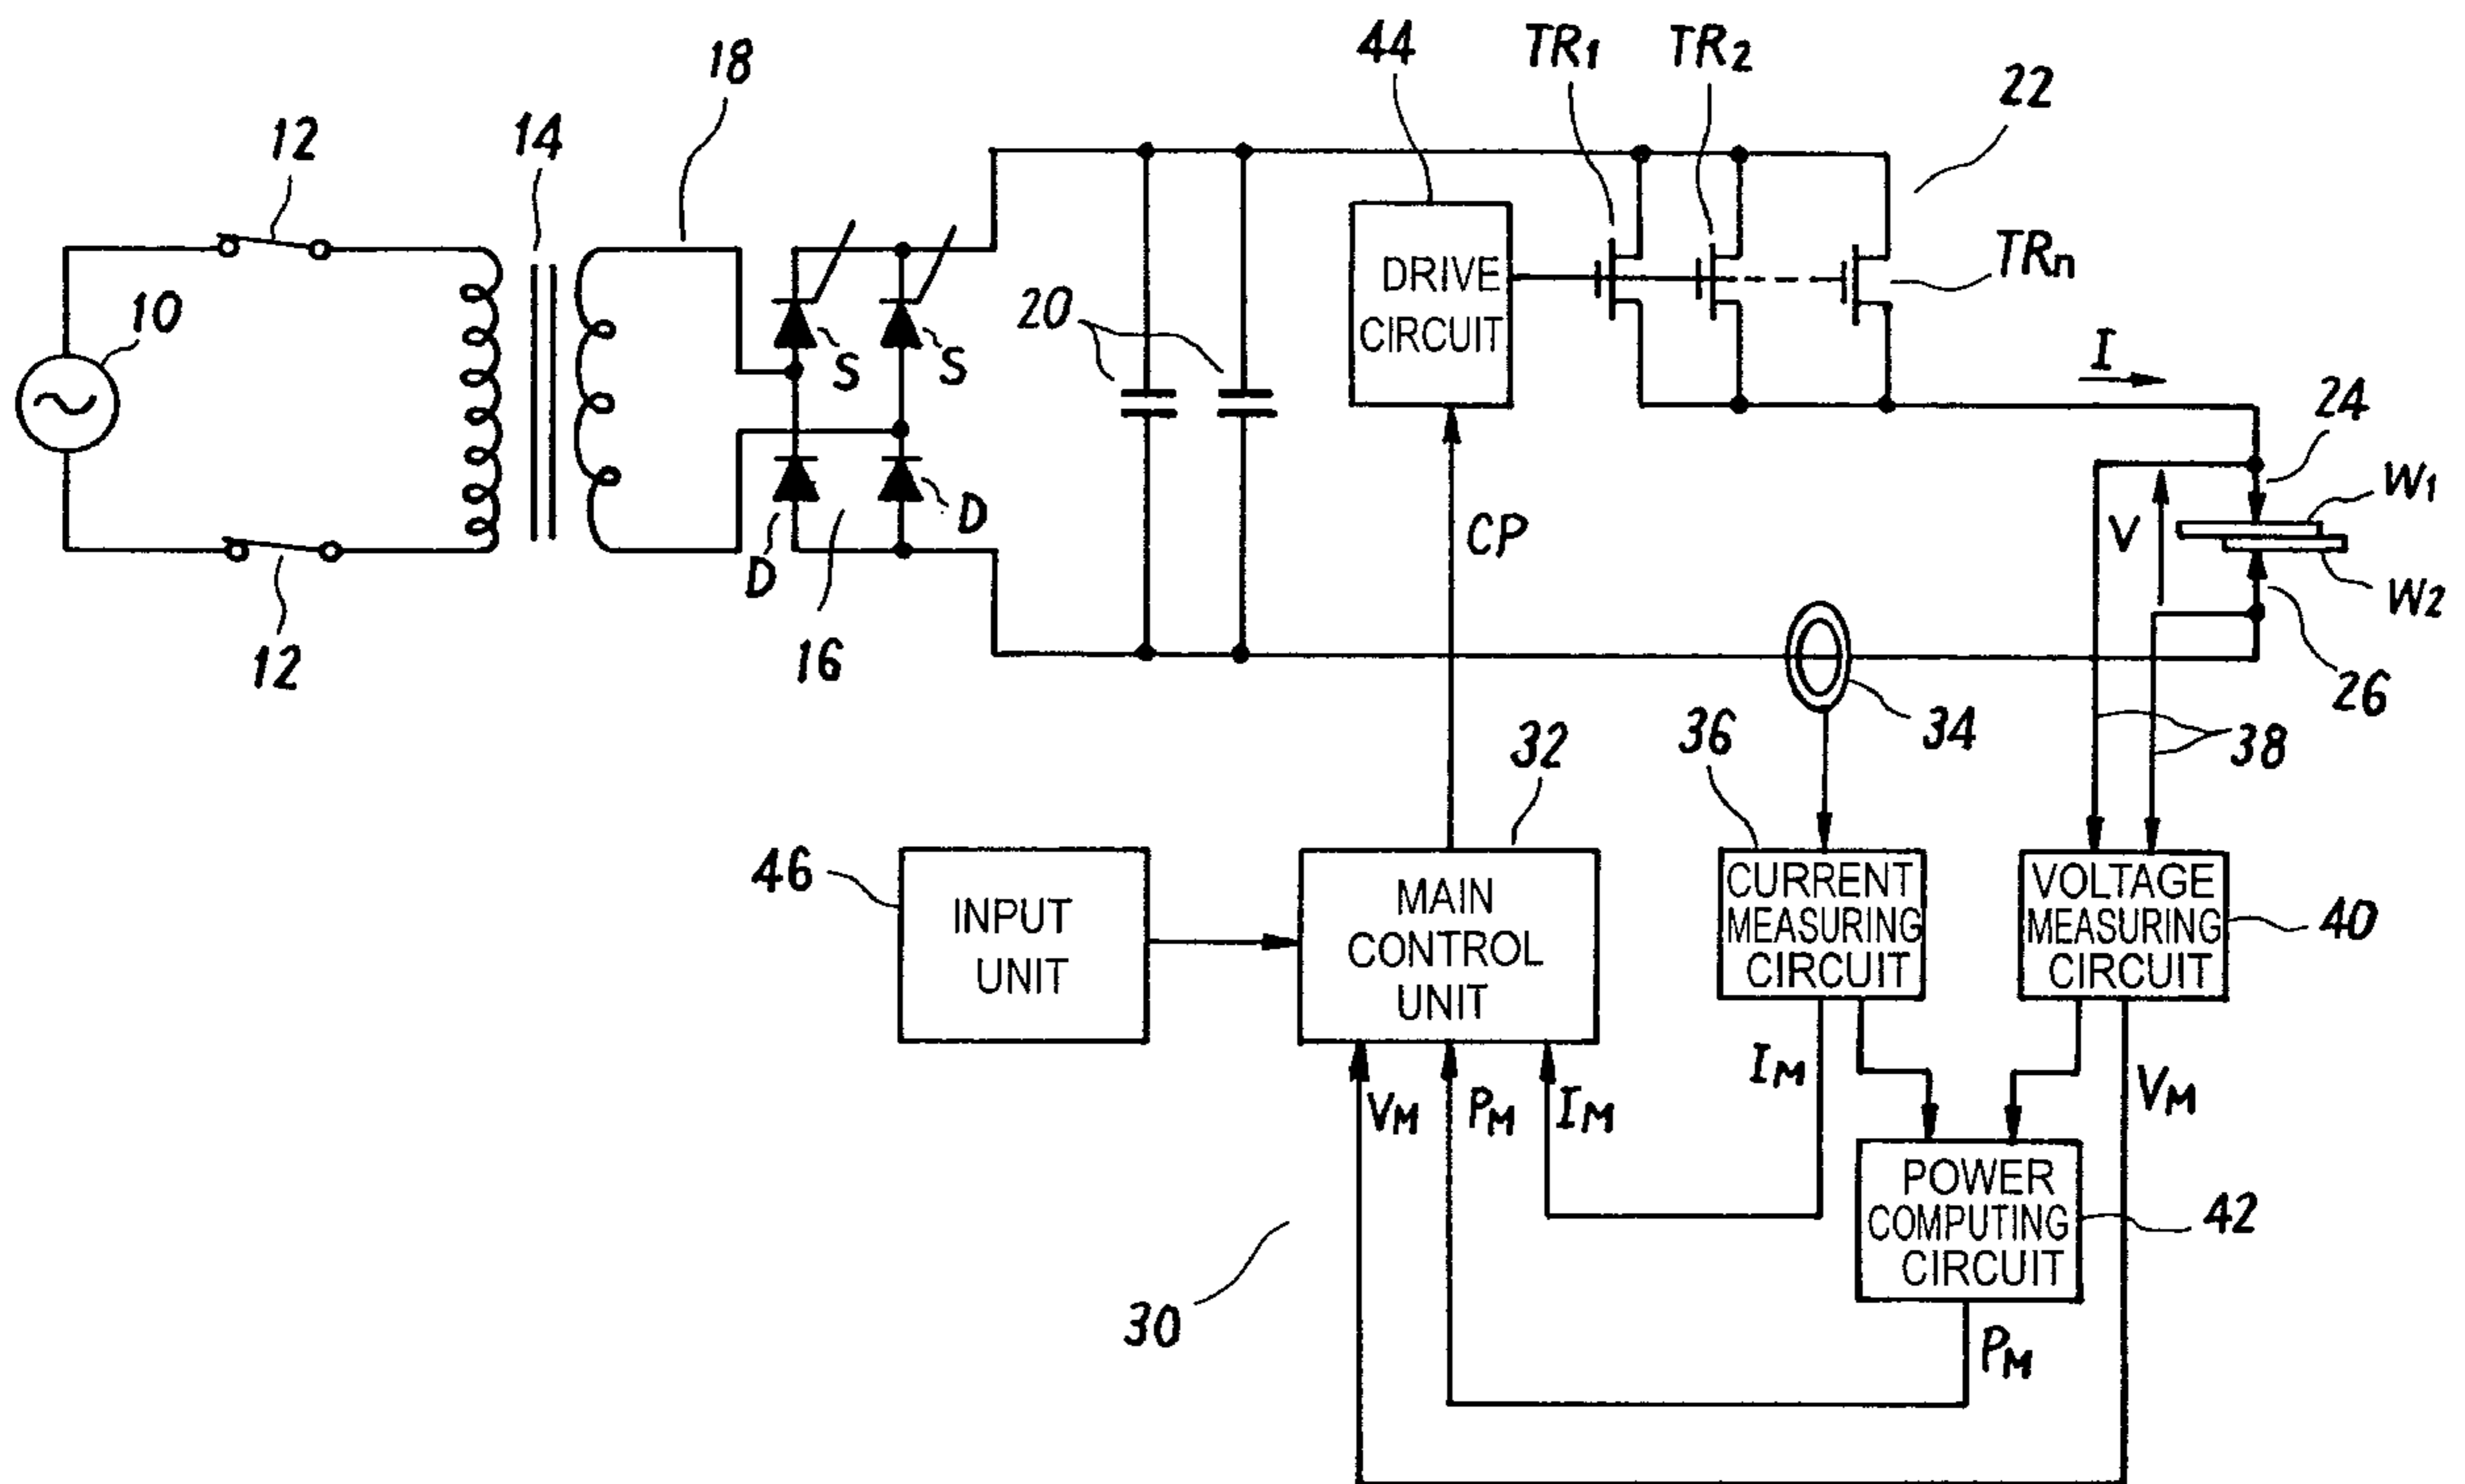 44
TR1
TR2
18
22
12
14
TRn
10
DRIVE
CIRCUIT
20
S
S
I
24
W1
D
CP
V
D
W2
12
16
26
34
36
32
38
46
INPUT
UNIT
MAIN
CONTROL
UNIT
CURRENT
MEASURING
CIRCUIT
VOLTAGE
MEASURING
CIRCUIT
40
IM
VM
PM
IM
VM
POWER
COMPUTING
CIRCUIT
42
30
PM